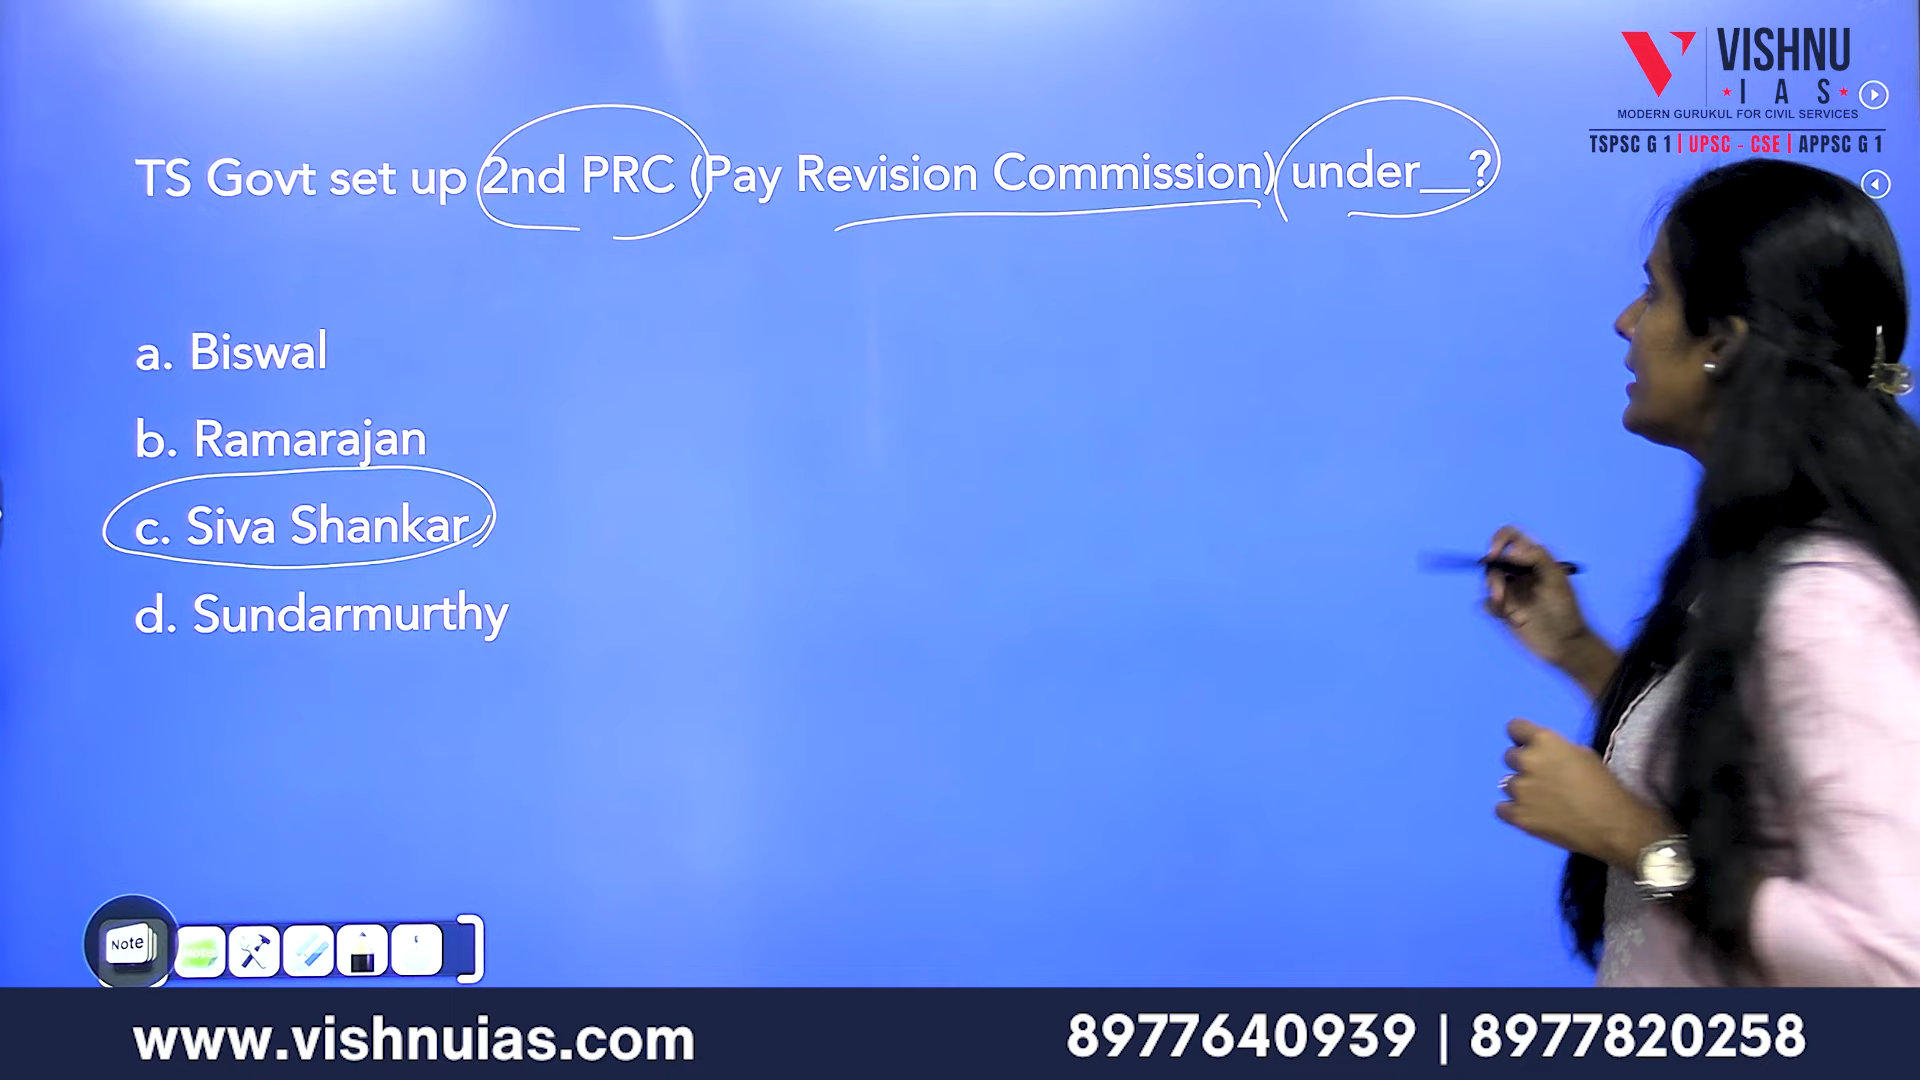 VISHNU
I A S
MODERN GURUKUL FOR CIVIL SERVICES
TSPSC G 1 | UPSC - CSE | APPSC G 1
TS Govt set up 2nd PRC (Pay Revision Commission) under__?
a. Biswal
b. Ramarajan
c. Siva Shankar
d. Sundarmurthy
Note
www.vishnuias.com
8977640939 | 8977820258